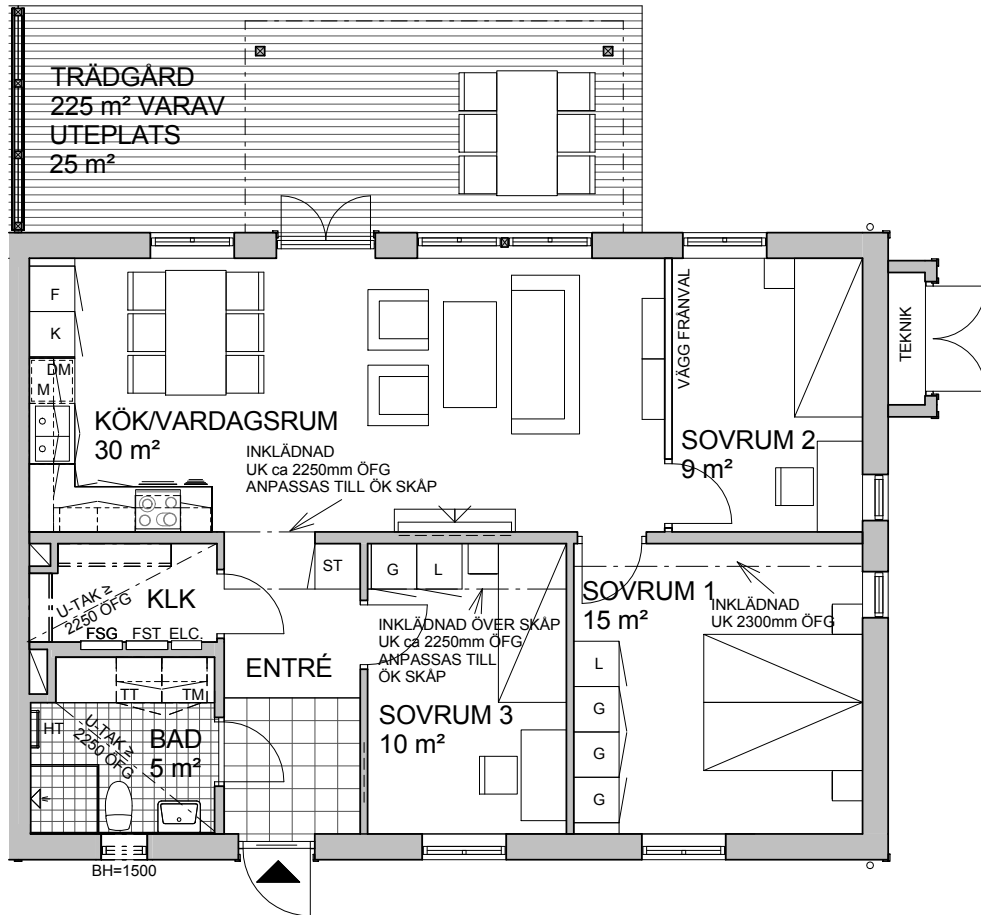 TRÄDGÅRD
225 m² VARAV
UTEPLATS
25 m²
F
K
DM
M
KÖK/VARDAGSRUM
30 m²
INKLÄDNAD
UK ca 2250mm ÖFG
ANPASSAS TILL ÖK SKÅP
VÄGG FRÅNVAL
SOVRUM 2
9 m²
TEKNIK
U-TAK ≥
2250 ÖFG
KLK
FSG
FST
ELC.
ST
ENTRÉ
G
L
INKLÄDNAD ÖVER SKÅP
UK ca 2250mm ÖFG
ANPASSAS TILL
ÖK SKÅP
SOVRUM 3
10 m²
SOVRUM 1
15 m²
INKLÄDNAD
UK 2300mm ÖFG
L
G
G
G
TT
TM
HT
U-TAK ≥
2250 ÖFG
BAD
5 m²
BH=1500